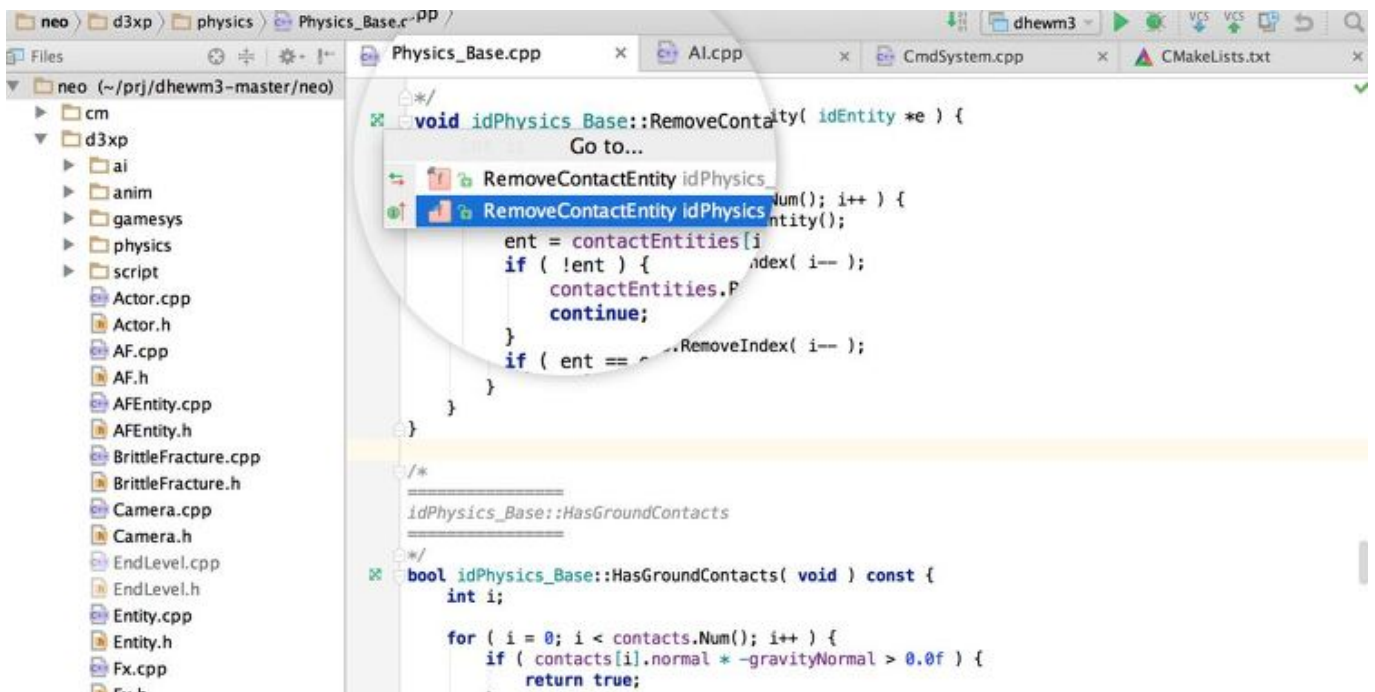 neo d3xp physics Physics_Base.cpp
dhewm3
VCS VCS
Files
Physics_Base.cpp
AI.cpp
CmdSystem.cpp
CMakeLists.txt
neo (~/prj/dhewm3-master/neo)
cm
d3xp
ai
anim
gamesys
physics
script
Actor.cpp
Actor.h
AF.cpp
AF.h
AFEntity.cpp
AFEntity.h
BrittleFracture.cpp
BrittleFracture.h
Camera.cpp
Camera.h
EndLevel.cpp
EndLevel.h
Entity.cpp
Entity.h
Fx.cpp
*/
void idPhysics_Base::RemoveConta ity( idEntity *e ) {
Go to...
RemoveContactEntity idPhysics_
Num(); i++ ) {
RemoveContactEntity idPhysics
ntity();
ent = contactEntities[i
if ( !ent ) { ndex( i-- );
contactEntities.R
continue;
}
.RemoveIndex( i-- );
if ( ent ==
}
}
}
/*
================
idPhysics_Base::HasGroundContacts
================
*/
bool idPhysics_Base::HasGroundContacts( void ) const {
int i;
for ( i = 0; i < contacts.Num(); i++ ) {
if ( contacts[i].normal * -gravityNormal > 0.0f ) {
return true;